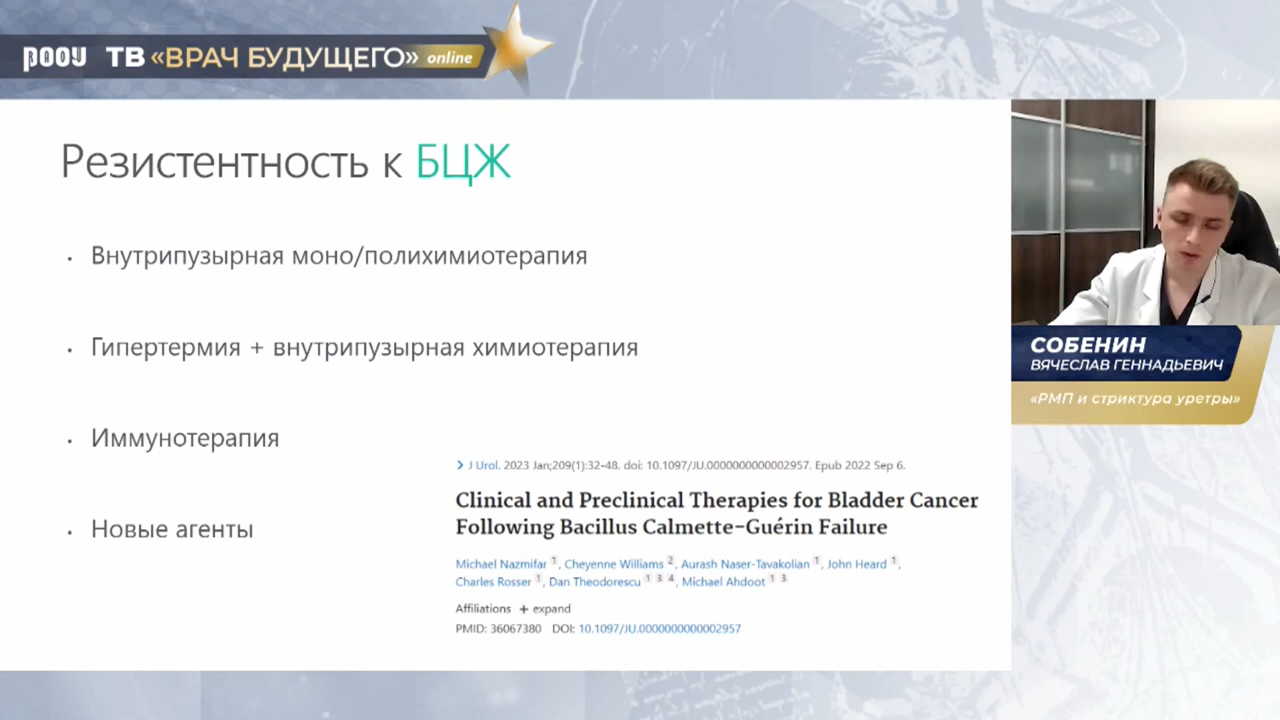 РООУ ТВ «ВРАЧ БУДУЩЕГО» online
Резистентность к БЦЖ
• Внутрипузырная моно/полихимиотерапия
• Гипертермия + внутрипузырная химиотерапия
• Иммунотерапия
• Новые агенты
J Urol. 2023 Jan;209(1):32-48. doi: 10.1097/JU.0000000000002957. Epub 2022 Sep 6.
Clinical and Preclinical Therapies for Bladder Cancer
Following Bacillus Calmette-Guérin Failure
Michael Nazmifar 1, Cheyenne Williams 2, Aurash Naser-Tavakolian 1, John Heard 1,
Charles Rosser 1, Dan Theodorescu 1 3 4, Michael Ahdoot 1 3
Affiliations + expand
PMID: 36067380 DOI: 10.1097/JU.0000000000002957
СОБЕНИН
ВЯЧЕСЛАВ ГЕННАДЬЕВИЧ
«РМП и стриктура уретры»